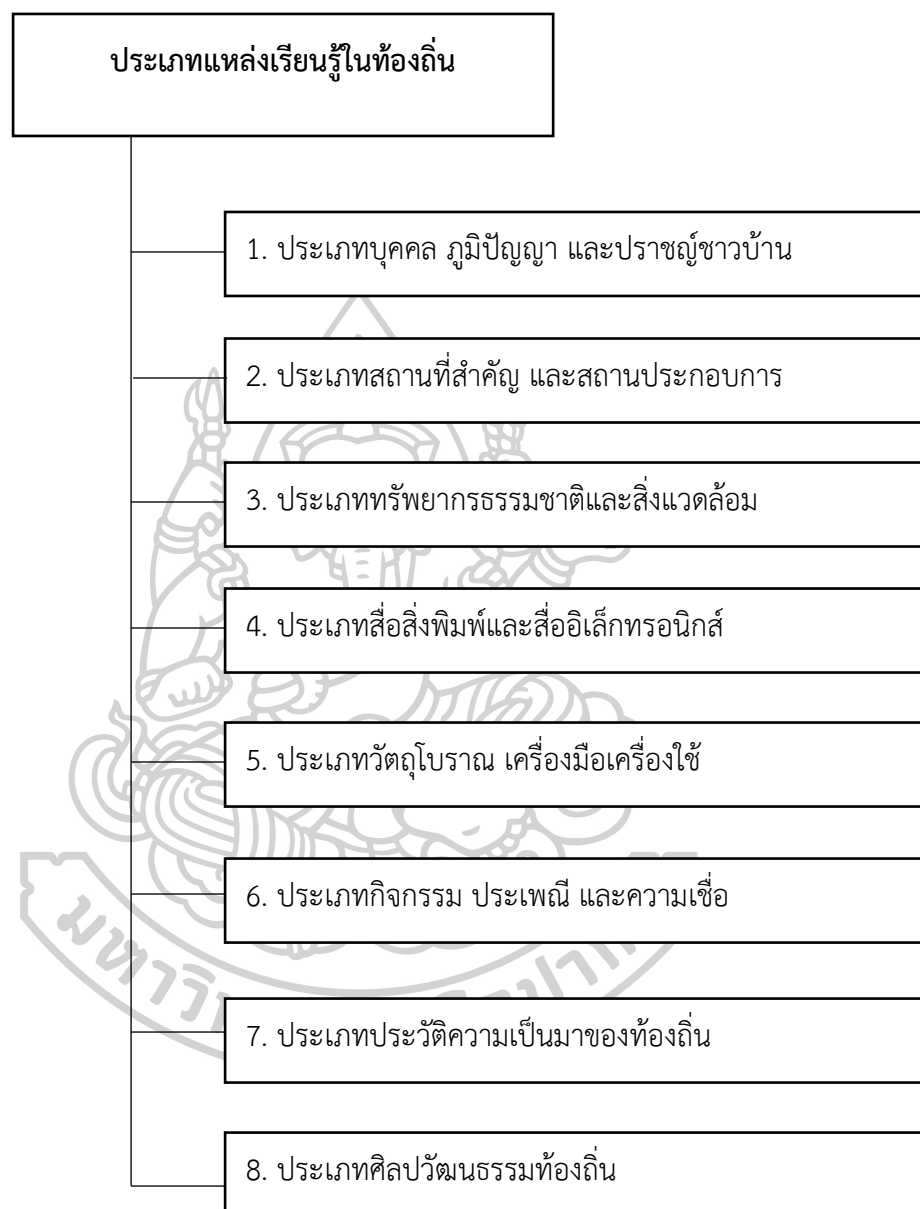 ประเภทแหล่งเรียนรู้ในท้องถิ่น
1. ประเภทบุคคล ภูมิปัญญา และปราชญ์ชาวบ้าน
2. ประเภทสถานที่สำคัญ และสถานประกอบการ
3. ประเภททรัพยากรธรรมชาติและสิ่งแวดล้อม
4. ประเภทสื่อสิ่งพิมพ์และสื่ออิเล็กทรอนิกส์
5. ประเภทวัตถุโบราณ เครื่องมือเครื่องใช้
6. ประเภทกิจกรรม ประเพณี และความเชื่อ
7. ประเภทประวัติความเป็นมาของท้องถิ่น
8. ประเภทศิลปวัฒนธรรมท้องถิ่น